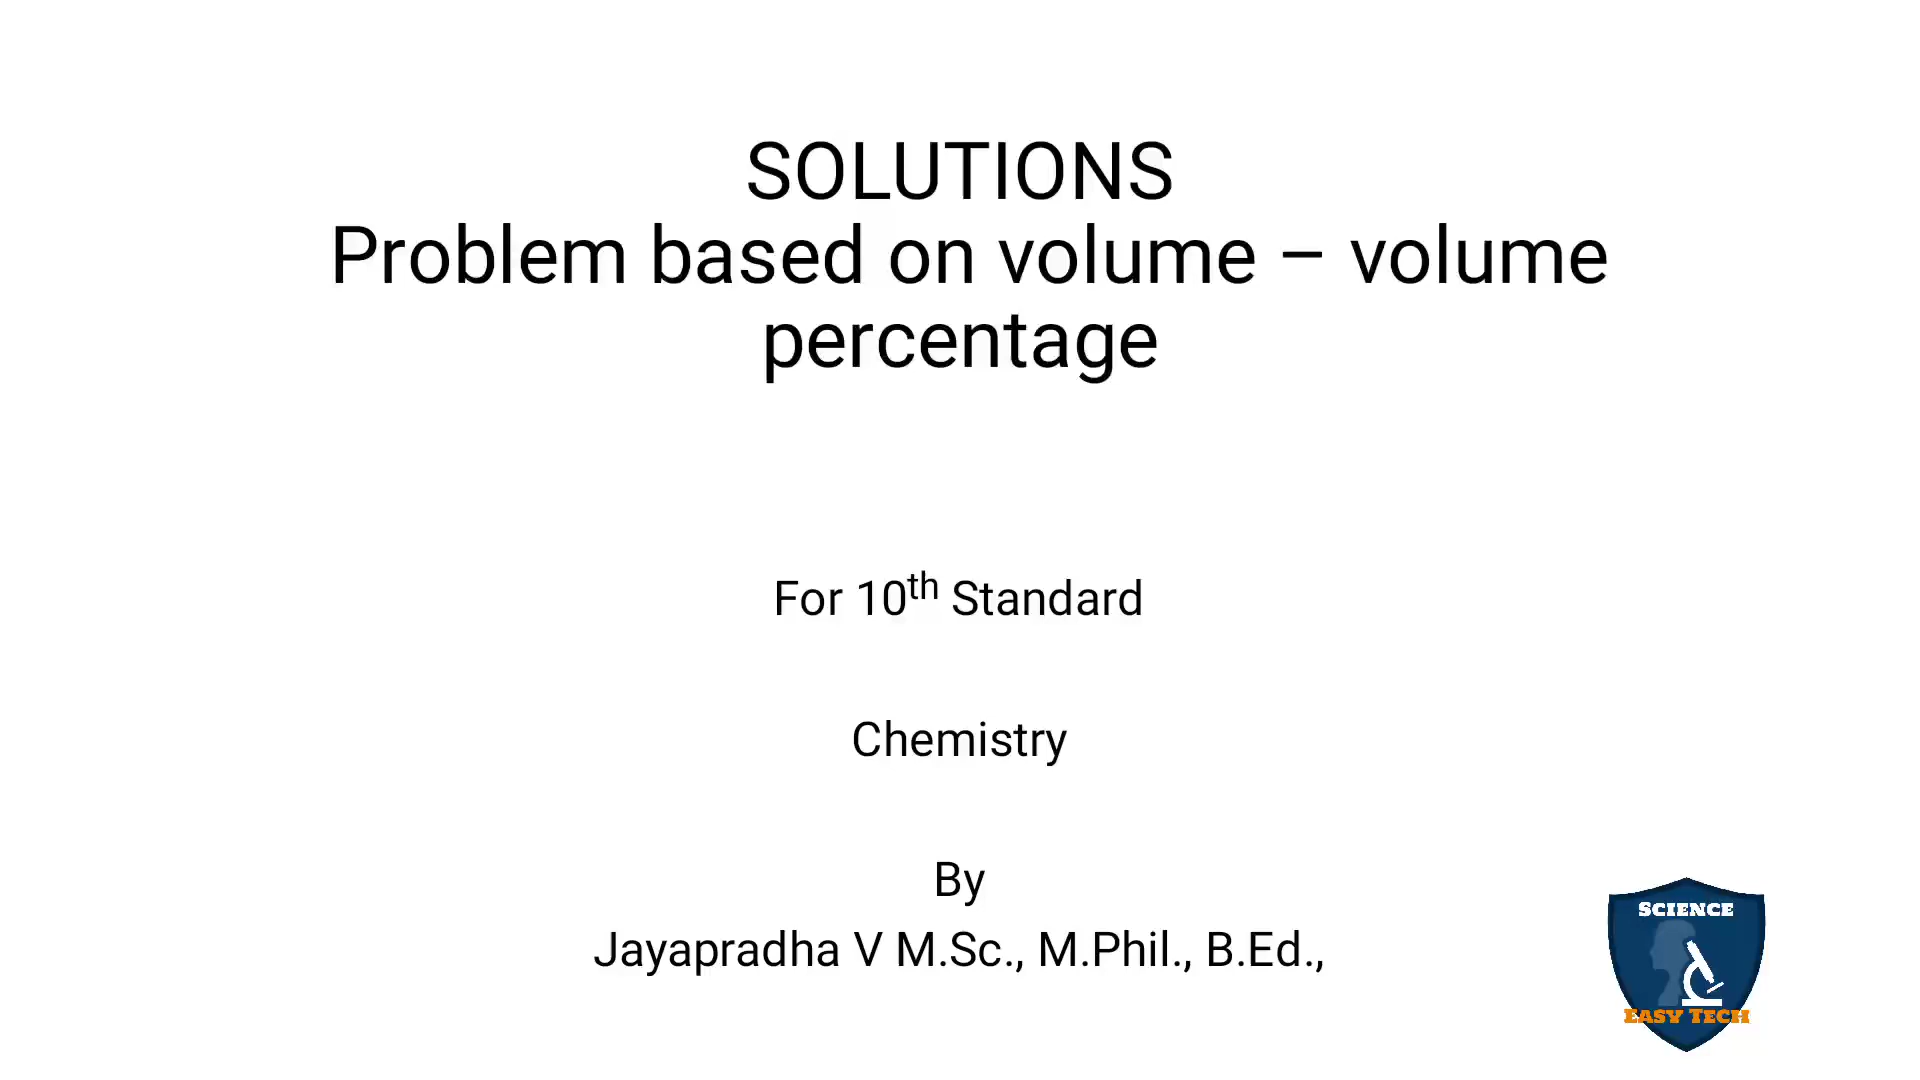 SOLUTIONS
Problem based on volume – volume
percentage
For 10th Standard
Chemistry
By
Jayapradha V M.Sc., M.Phil., B.Ed.,
SCIENCE
EASY TECH